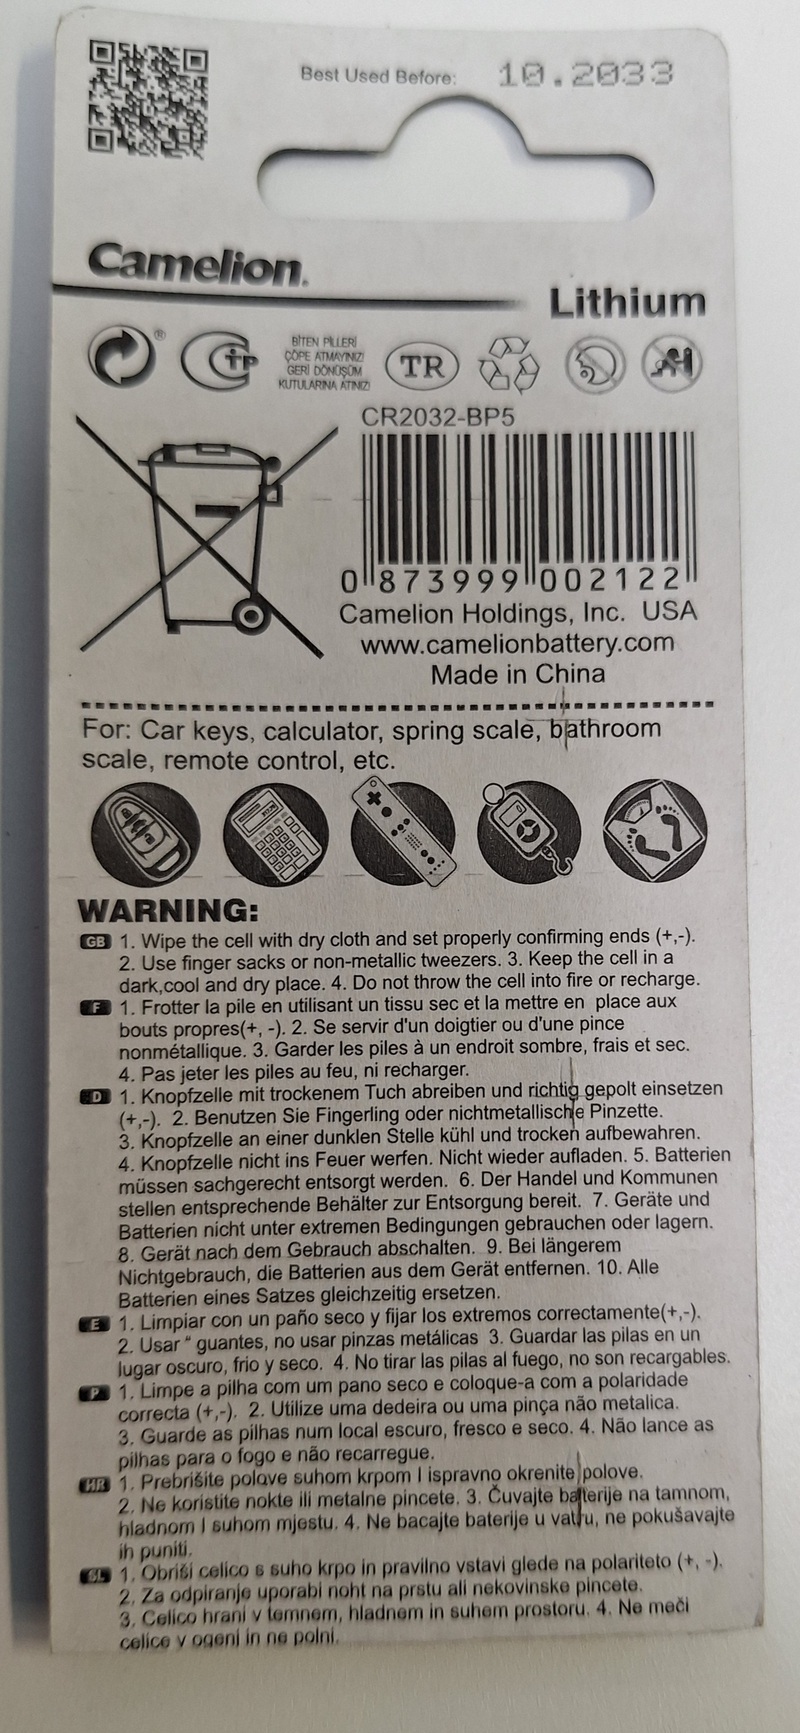 Best Used Before: 10.2033
Camelion®
Lithium
BİTEN PİLLERİ
ÇÖPE ATMAYINIZ!
GERİ DÖNÜŞÜM
KUTULARINA ATINIZ!
TR
CR2032-BP5
0 873999 002122
Camelion Holdings, Inc. USA
www.camelionbattery.com
Made in China
For: Car keys, calculator, spring scale, bathroom
scale, remote control, etc.
WARNING:
GB 1. Wipe the cell with dry cloth and set properly confirming ends (+,-).
2. Use finger sacks or non-metallic tweezers. 3. Keep the cell in a
dark,cool and dry place. 4. Do not throw the cell into fire or recharge.
F 1. Frotter la pile en utilisant un tissu sec et la mettre en place aux
bouts propres(+, -). 2. Se servir d'un doigtier ou d'une pince
nonmétallique. 3. Garder les piles à un endroit sombre, frais et sec.
4. Pas jeter les piles au feu, ni recharger.
D 1. Knopfzelle mit trockenem Tuch abreiben und richtig gepolt einsetzen
(+,-). 2. Benutzen Sie Fingerling oder nichtmetallische Pinzette.
3. Knopfzelle an einer dunklen Stelle kühl und trocken aufbewahren.
4. Knopfzelle nicht ins Feuer werfen. Nicht wieder aufladen. 5. Batterien
müssen sachgerecht entsorgt werden. 6. Der Handel und Kommunen
stellen entsprechende Behälter zur Entsorgung bereit. 7. Geräte und
Batterien nicht unter extremen Bedingungen gebrauchen oder lagern.
8. Gerät nach dem Gebrauch abschalten. 9. Bei längerem
Nichtgebrauch, die Batterien aus dem Gerät entfernen. 10. Alle
Batterien eines Satzes gleichzeitig ersetzen.
E 1. Limpiar con un paño seco y fijar los extremos correctamente(+,-).
2. Usar “ guantes, no usar pinzas metálicas 3. Guardar las pilas en un
lugar oscuro, frio y seco. 4. No tirar las pilas al fuego, no son recargables.
P 1. Limpe a pilha com um pano seco e coloque-a com a polaridade
correcta (+,-). 2. Utilize uma dedeira ou uma pinça não metalica.
3. Guarde as pilhas num local escuro, fresco e seco. 4. Não lance as
pilhas para o fogo e não recarregue.
HR 1. Prebrišite polove suhom krpom I ispravno okrenite polove.
2. Ne koristite nokte ili metalne pincete. 3. Čuvajte baterije na tamnom,
hladnom I suhom mjestu. 4. Ne bacajte baterije u vatru, ne pokušavajte
ih puniti.
SL 1. Obriši celico s suho krpo in pravilno vstavi glede na polariteto (+, -).
2. Za odpiranje uporabi noht na prstu ali nekovinske pincete.
3. Celico hrani v temnem, hladnem in suhem prostoru. 4. Ne meči
celice v ogenj in ne polni.